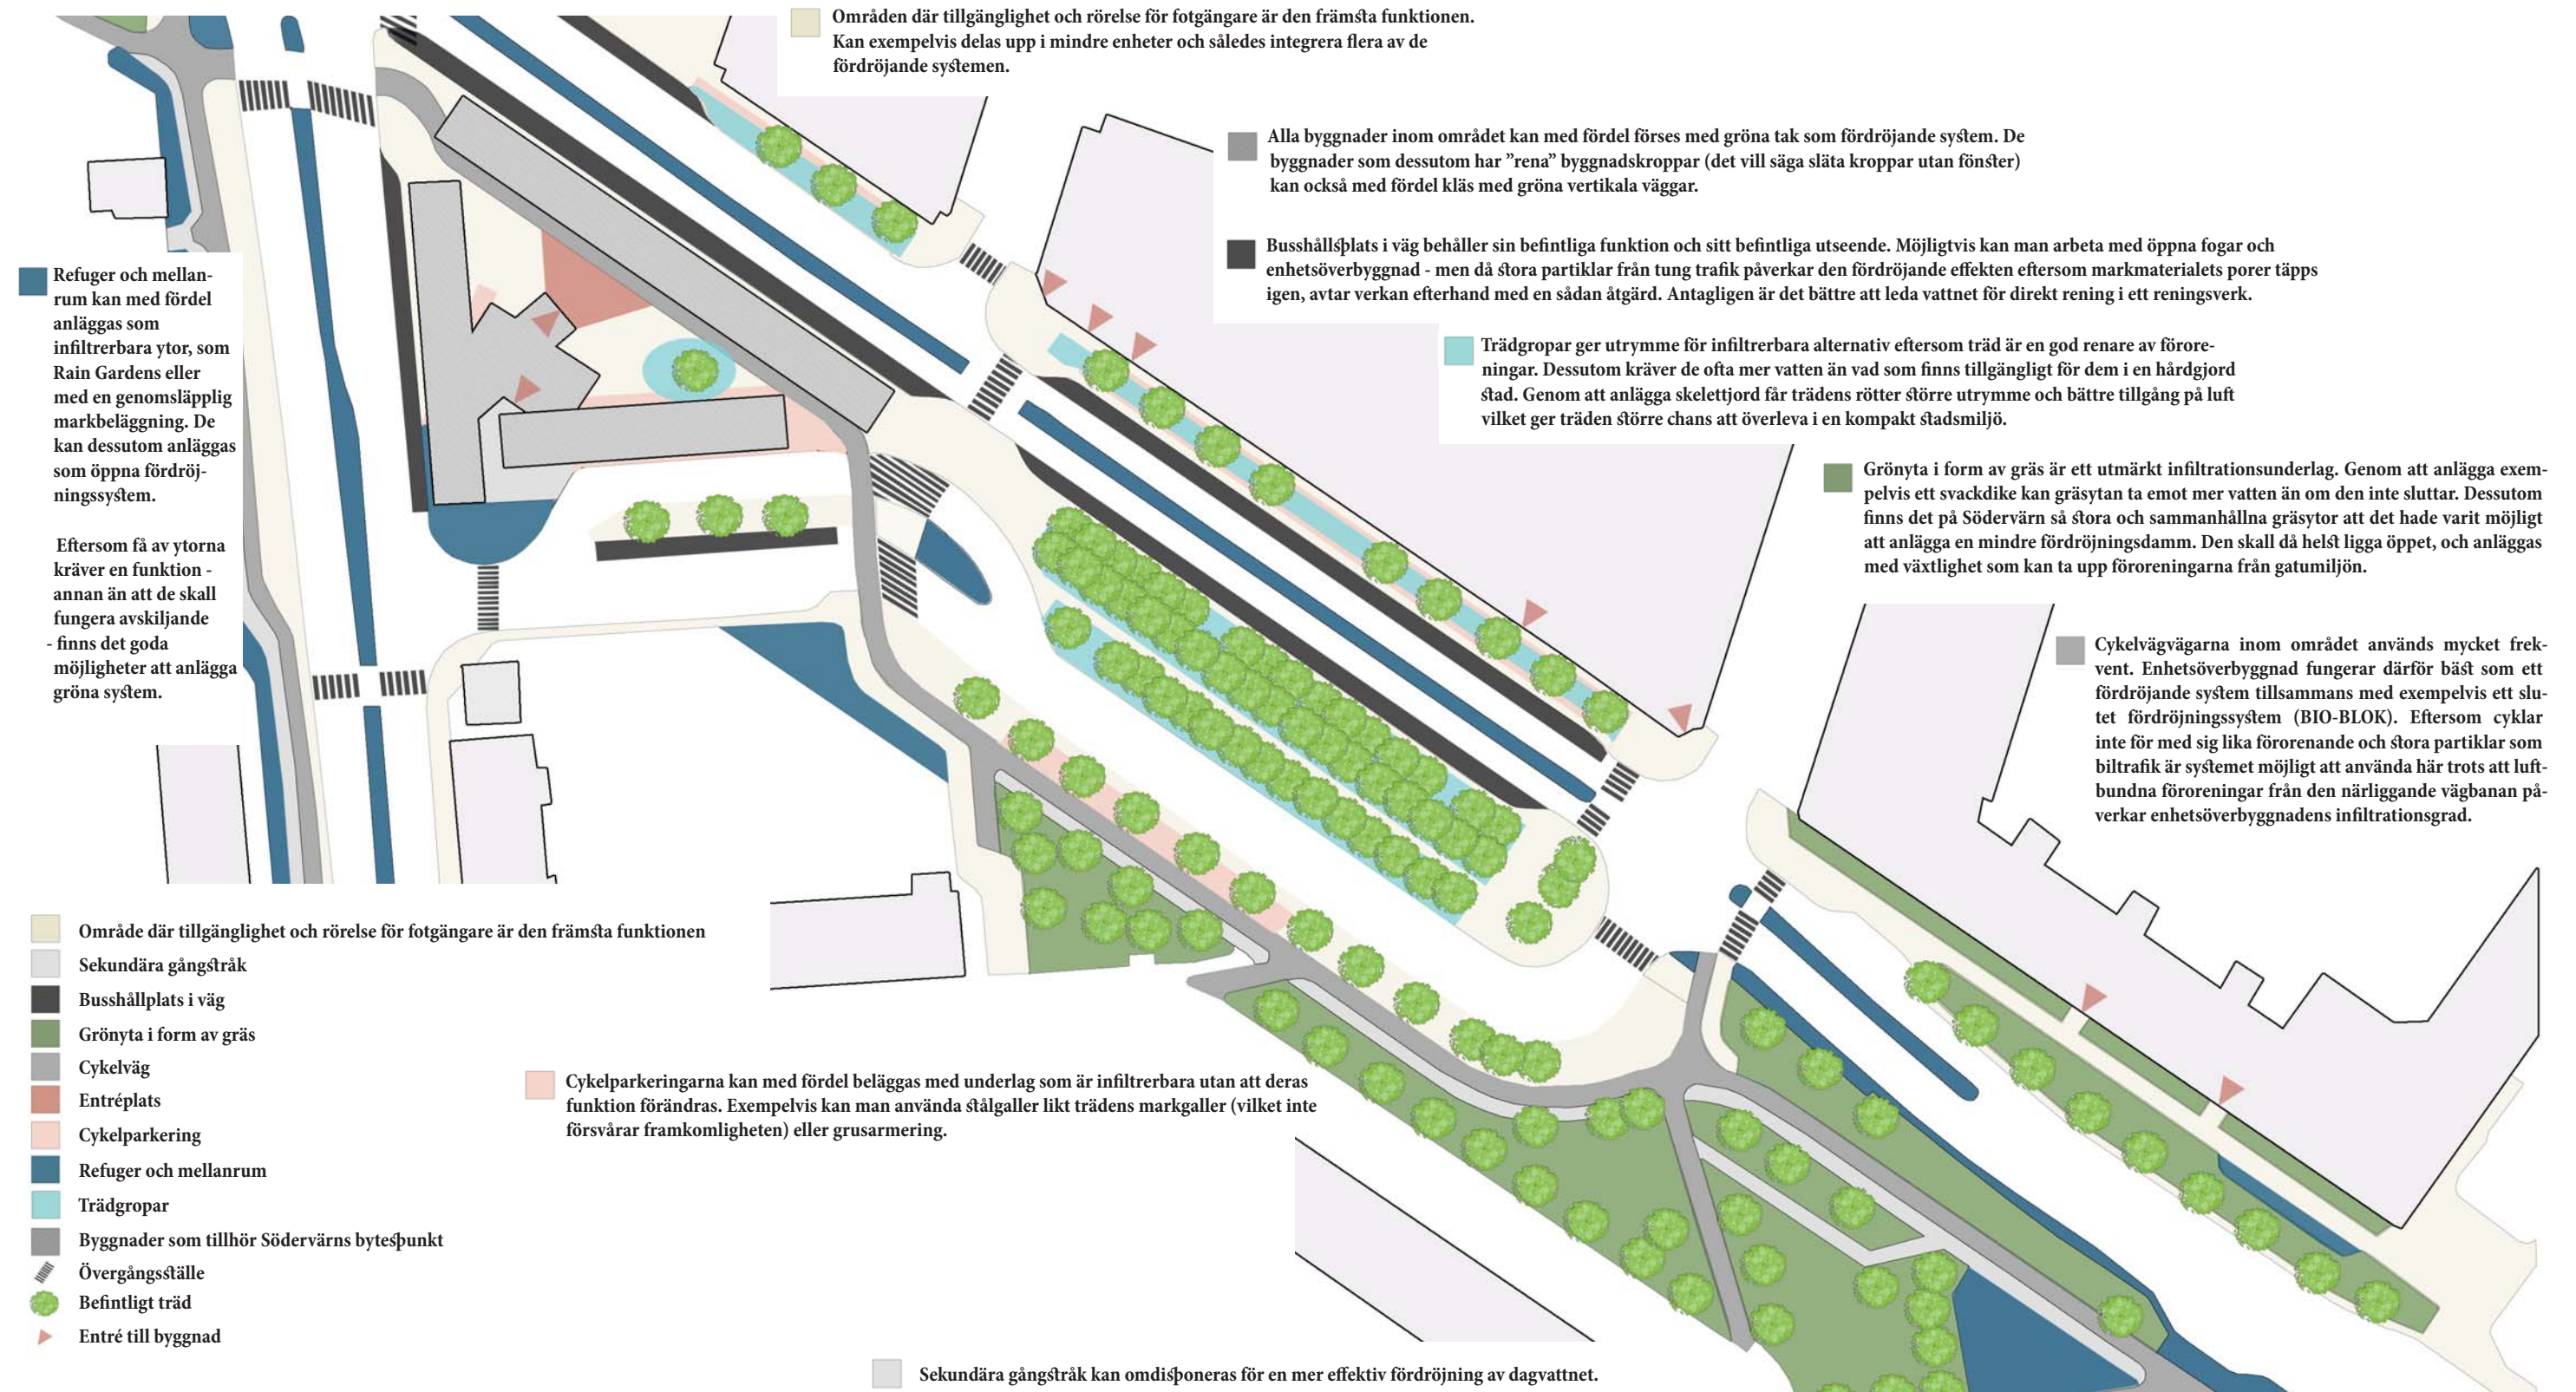 Områden där tillgänglighet och rörelse för fotgängare är den främsta funktionen.
Kan exempelvis delas upp i mindre enheter och således integrera flera av de
fördröjande systemen.
Alla byggnader inom området kan med fördel förses med gröna tak som fördröjande system. De
byggnader som dessutom har ”rena” byggnadskroppar (det vill säga släta kroppar utan fönster)
kan också med fördel kläs med gröna vertikala väggar.
Busshållsplats i väg behåller sin befintliga funktion och sitt befintliga utseende. Möjligtvis kan man arbeta med öppna fogar och
enhetsöverbyggnad - men då stora partiklar från tung trafik påverkar den fördröjande effekten eftersom markmaterialets porer täpps
igen, avtar verkan efterhand med en sådan åtgärd. Antagligen är det bättre att leda vattnet för direkt rening i ett reningsverk.
Refuger och mellan-
rum kan med fördel
anläggas som
infiltrerbara ytor, som
Rain Gardens eller
med en genomsläpplig
markbeläggning. De
kan dessutom anläggas
som öppna fördröj-
ningssystem.
Eftersom få av ytorna
kräver en funktion -
annan än att de skall
fungera avskiljande
- finns det goda
möjligheter att anlägga
gröna system.
Trädgropar ger utrymme för infiltrerbara alternativ eftersom träd är en god renare av förore-
ningar. Dessutom kräver de ofta mer vatten än vad som finns tillgängligt för dem i en hårdgjord
stad. Genom att anlägga skelettjord får trädens rötter större utrymme och bättre tillgång på luft
vilket ger träden större chans att överleva i en kompakt stadsmiljö.
Grönyta i form av gräs är ett utmärkt infiltrationsunderlag. Genom att anlägga exem-
pelvis ett svackdike kan gräsytan ta emot mer vatten än om den inte sluttar. Dessutom
finns det på Södervärn så stora och sammanhållna gräsytor att det hade varit möjligt
att anlägga en mindre fördröjningsdamm. Den skall då helst ligga öppet, och anläggas
med växtlighet som kan ta upp föroreningarna från gatumiljön.
Cykelvägvägarna inom området används mycket frek-
vent. Enhetsöverbyggnad fungerar därför bäst som ett
fördröjande system tillsammans med exempelvis ett slu-
tet fördröjningssystem (BIO-BLOK). Eftersom cyklar
inte för med sig lika förorenande och stora partiklar som
biltrafik är systemet möjligt att använda här trots att luft-
bundna föroreningar från den närliggande vägbanan på-
verkar enhetsöverbyggnadens infiltrationsgrad.
Område där tillgänglighet och rörelse för fotgängare är den främsta funktionen
Sekundära gångstråk
Busshållplats i väg
Grönyta i form av gräs
Cykelväg
Entréplats
Cykelparkering
Refuger och mellanrum
Trädgropar
Byggnader som tillhör Södervärns bytespunkt
Övergångsställe
Befintligt träd
Entré till byggnad
Cykelparkeringarna kan med fördel beläggas med underlag som är infiltrerbara utan att deras
funktion förändras. Exempelvis kan man använda stålgaller likt trädens markgaller (vilket inte
försvårar framkomligheten) eller grusarmering.
Sekundära gångstråk kan omdisponeras för en mer effektiv fördröjning av dagvattnet.